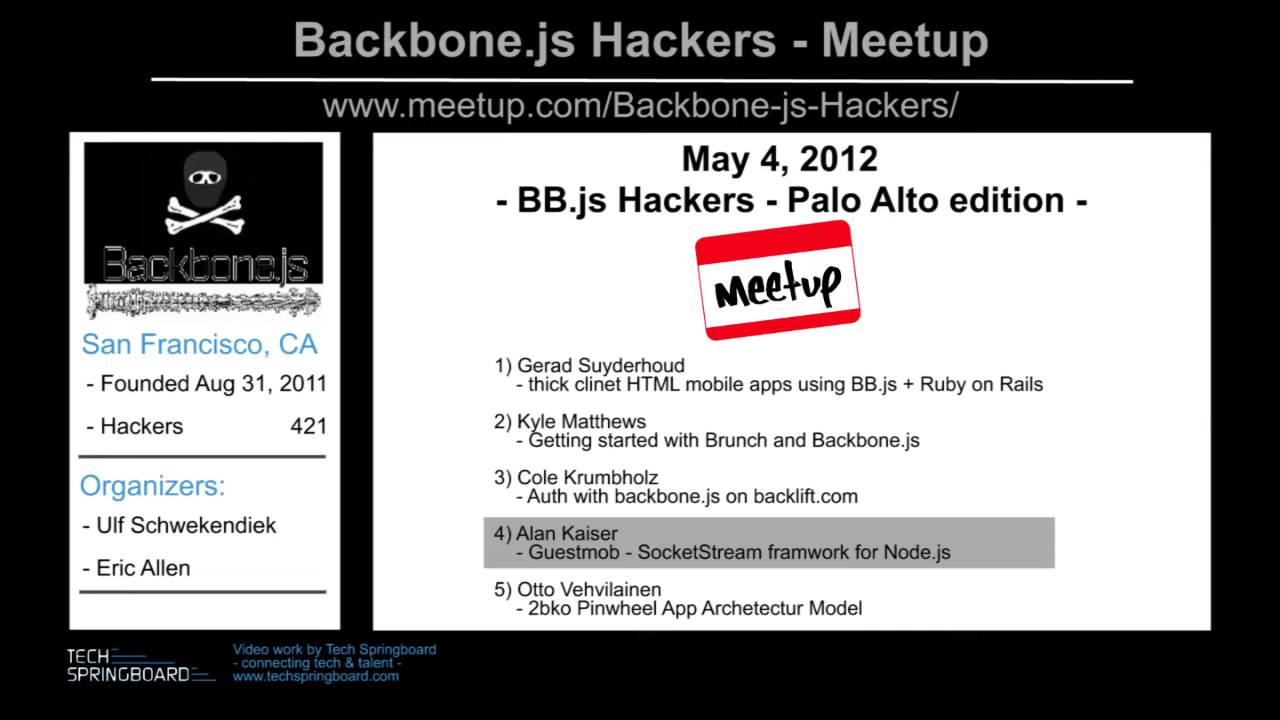 Backbone.js Hackers - Meetup
www.meetup.com/Backbone-js-Hackers/
Backbone.js
San Francisco, CA
- Founded Aug 31, 2011
- Hackers 421
Organizers:
- Ulf Schwekendiek
- Eric Allen
May 4, 2012
- BB.js Hackers - Palo Alto edition -
meetup
1) Gerad Suyderhoud
- thick clinet HTML mobile apps using BB.js + Ruby on Rails
2) Kyle Matthews
- Getting started with Brunch and Backbone.js
3) Cole Krumbholz
- Auth with backbone.js on backlift.com
4) Alan Kaiser
- Guestmob - SocketStream framwork for Node.js
5) Otto Vehvilainen
- 2bko Pinwheel App Archetectur Model
TECH
SPRINGBOARD
Video work by Tech Springboard
- connecting tech & talent -
www.techspringboard.com